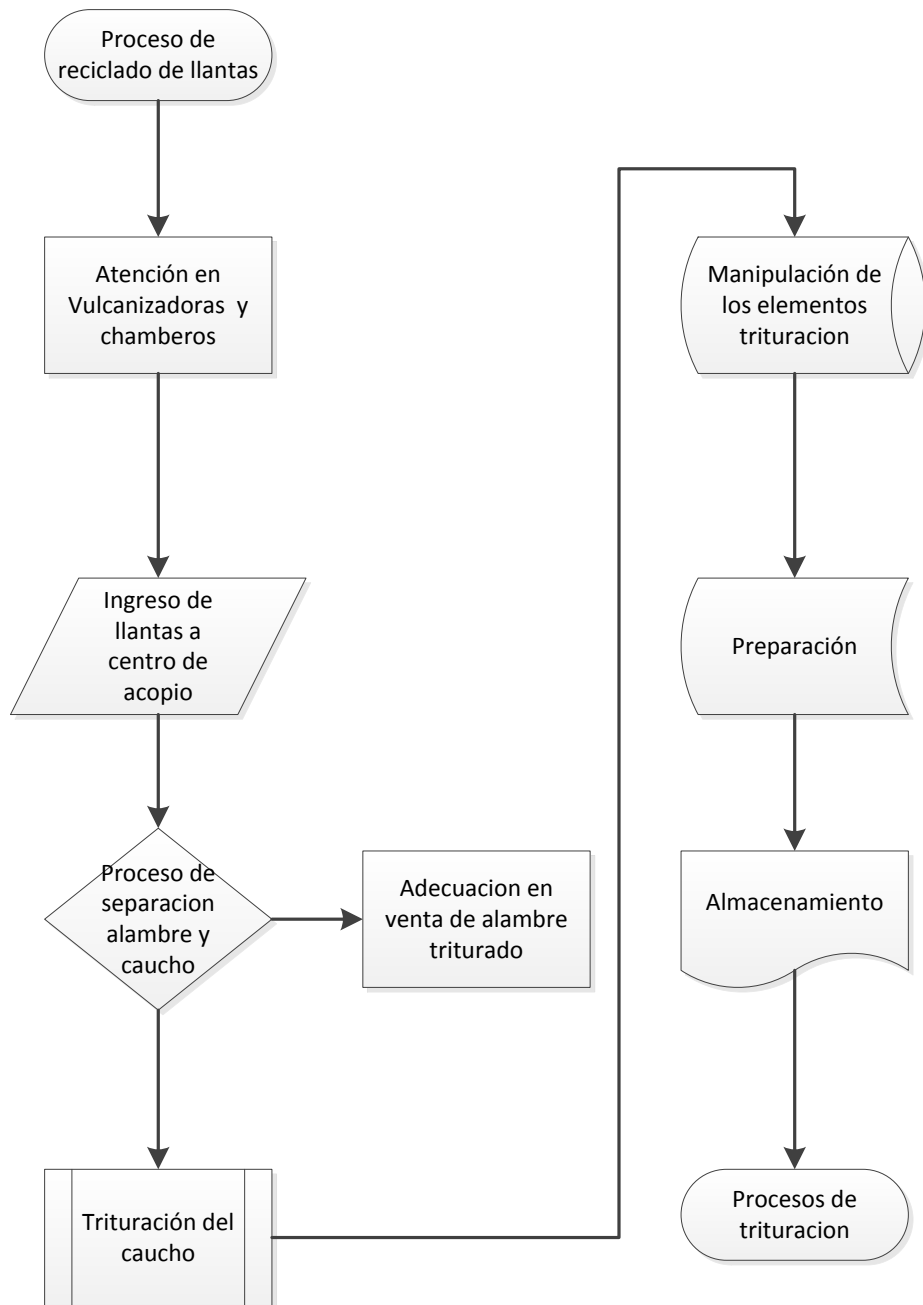 Proceso de
reciclado de llantas
Atención en
Vulcanizadoras y
chamberos
Ingreso de
llantas a
centro de
acopio
Proceso de
separacion
alambre y
caucho
Adecuacion en
venta de alambre
triturado
Trituración del
caucho
Manipulación de
los elementos
trituracion
Preparación
Almacenamiento
Procesos de
trituracion